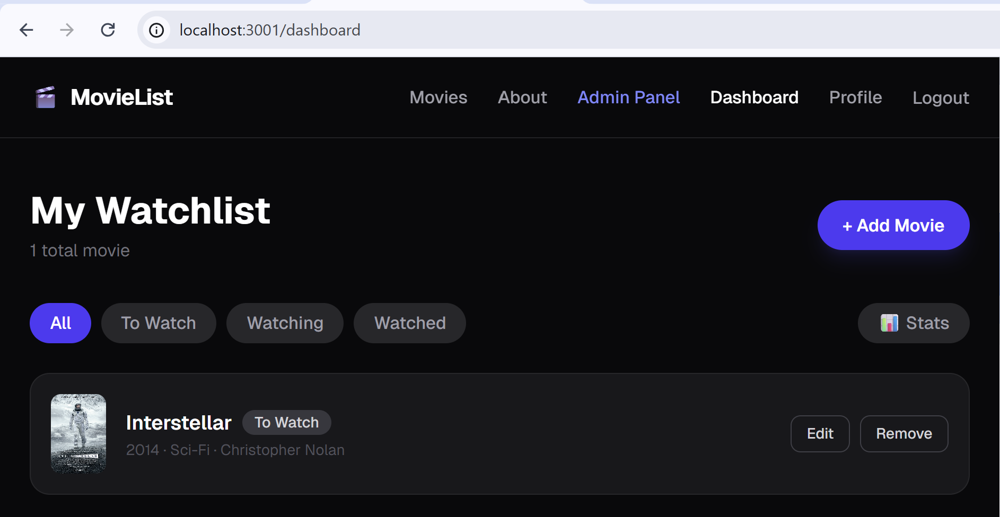 localhost:3001/dashboard
MovieList
Movies About Admin Panel Dashboard Profile Logout
My Watchlist
1 total movie
+ Add Movie
All To Watch Watching Watched Stats
Interstellar To Watch
2014 · Sci-Fi · Christopher Nolan
Edit Remove